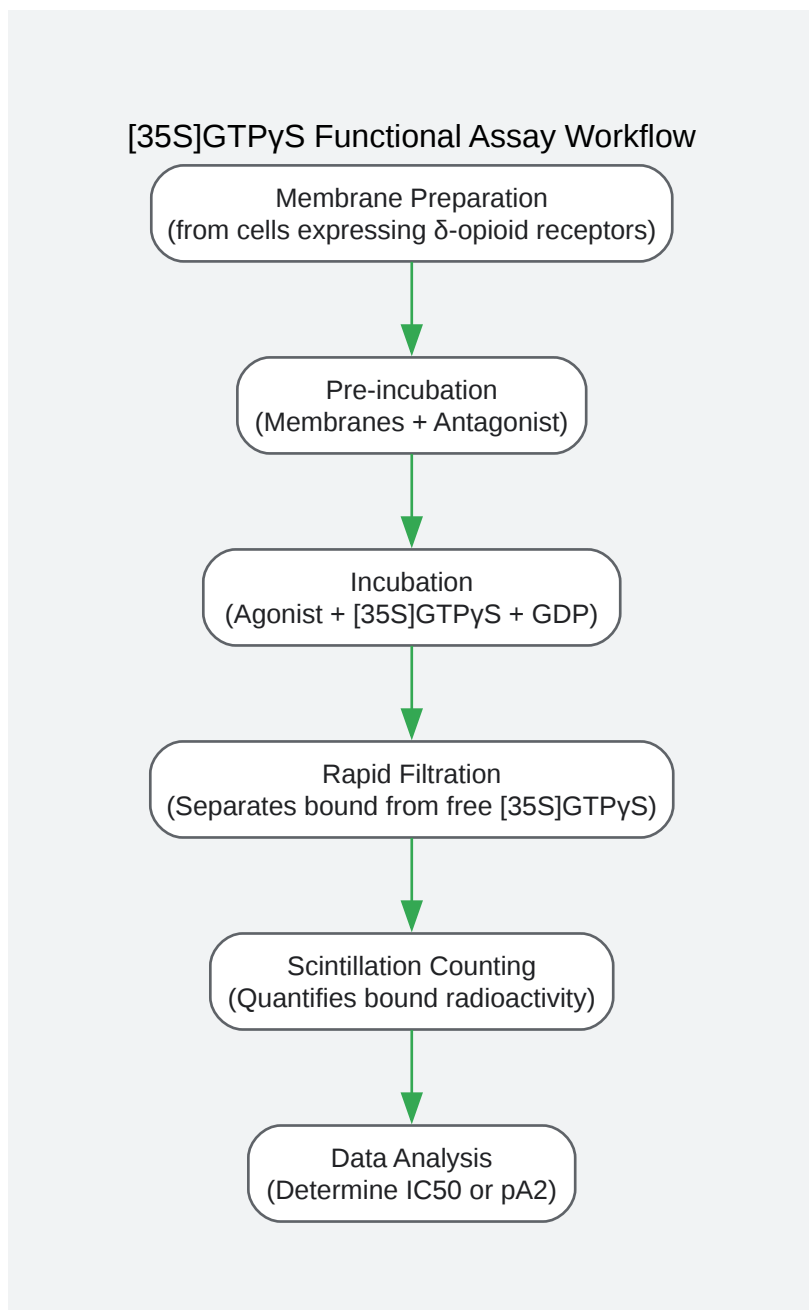 [35S]GTPγS Functional Assay Workflow
Membrane Preparation
(from cells expressing δ-opioid receptors)
Pre-incubation
(Membranes + Antagonist)
Incubation
(Agonist + [35S]GTPγS + GDP)
Rapid Filtration
(Separates bound from free [35S]GTPγS)
Scintillation Counting
(Quantifies bound radioactivity)
Data Analysis
(Determine IC50 or pA2)